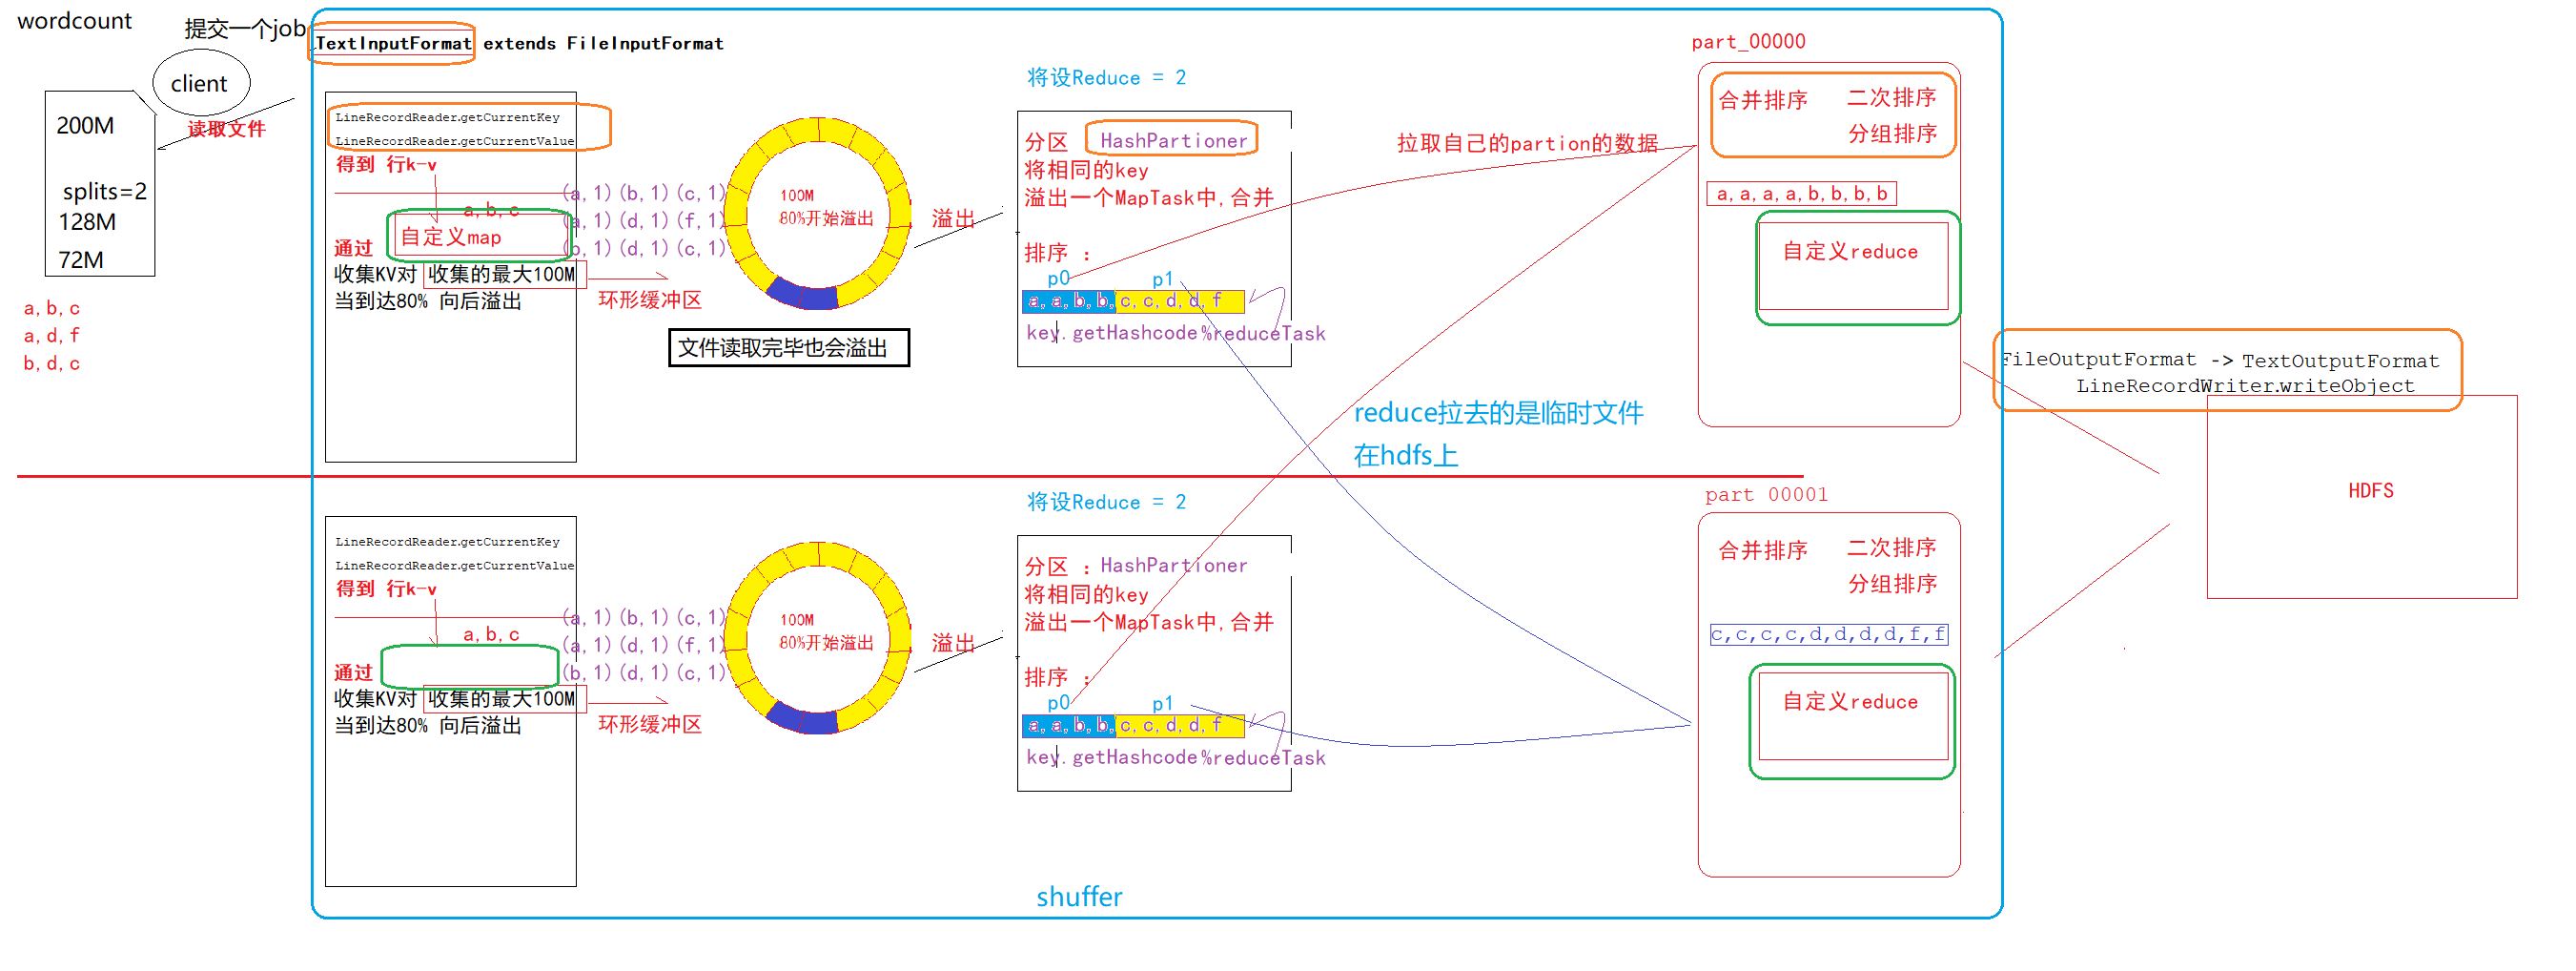 wordcount
提交一个job
client
200M
读取文件
splits=2
128M
72M
a,b,c
a,d,f
b,d,c
TextInputFormat extends FileInputFormat
LineRecordReader.getCurrentKey
LineRecordReader.getCurrentValue
得到 行k-v
a,b,c
自定义map
通过
收集KV对 收集的最大100M
当到达80% 向后溢出
(a,1)(b,1)(c,1)
(a,1)(d,1)(f,1)
(b,1)(d,1)(c,1)
环形缓冲区
100M
80%开始溢出
溢出
文件读取完毕也会溢出
将设Reduce = 2
分区 HashPartioner
将相同的key
溢出一个MapTask中,合并
排序 :
p0 p1
a,a,b,b,c,c,d,d,f
key.getHashcode%reduceTask
拉取自己的partion的数据
reduce拉去的是临时文件
在hdfs上
part_00000
合并排序 二次排序
分组排序
a,a,a,a,b,b,b,b
自定义reduce
FileOutputFormat -> TextOutputFormat
LineRecordWriter.writeObject
HDFS
LineRecordReader.getCurrentKey
LineRecordReader.getCurrentValue
得到 行k-v
a,b,c
通过
收集KV对 收集的最大100M
当到达80% 向后溢出
(a,1)(b,1)(c,1)
(a,1)(d,1)(f,1)
(b,1)(d,1)(c,1)
环形缓冲区
100M
80%开始溢出
溢出
将设Reduce = 2
分区 :HashPartioner
将相同的key
溢出一个MapTask中,合并
排序 :
p0 p1
a,a,b,b,c,c,d,d,f
key.getHashcode%reduceTask
part 00001
合并排序 二次排序
分组排序
c,c,c,c,d,d,d,d,f,f
自定义reduce
shuffer